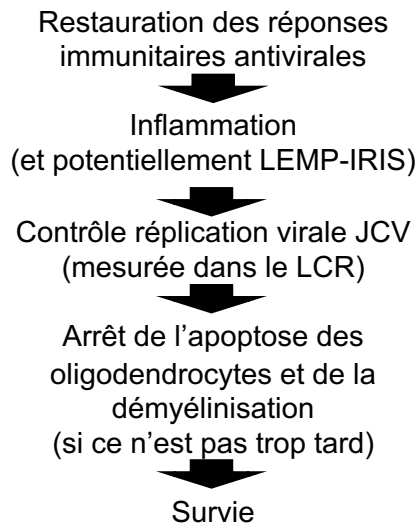 Restauration des réponses
immunitaires antivirales
Inflammation
(et potentiellement LEMP-IRIS)
Contrôle réplication virale JCV
(mesurée dans le LCR)
Arrêt de l’apoptose des
oligodendrocytes et de la
démyélinisation
(si ce n’est pas trop tard)
Survie